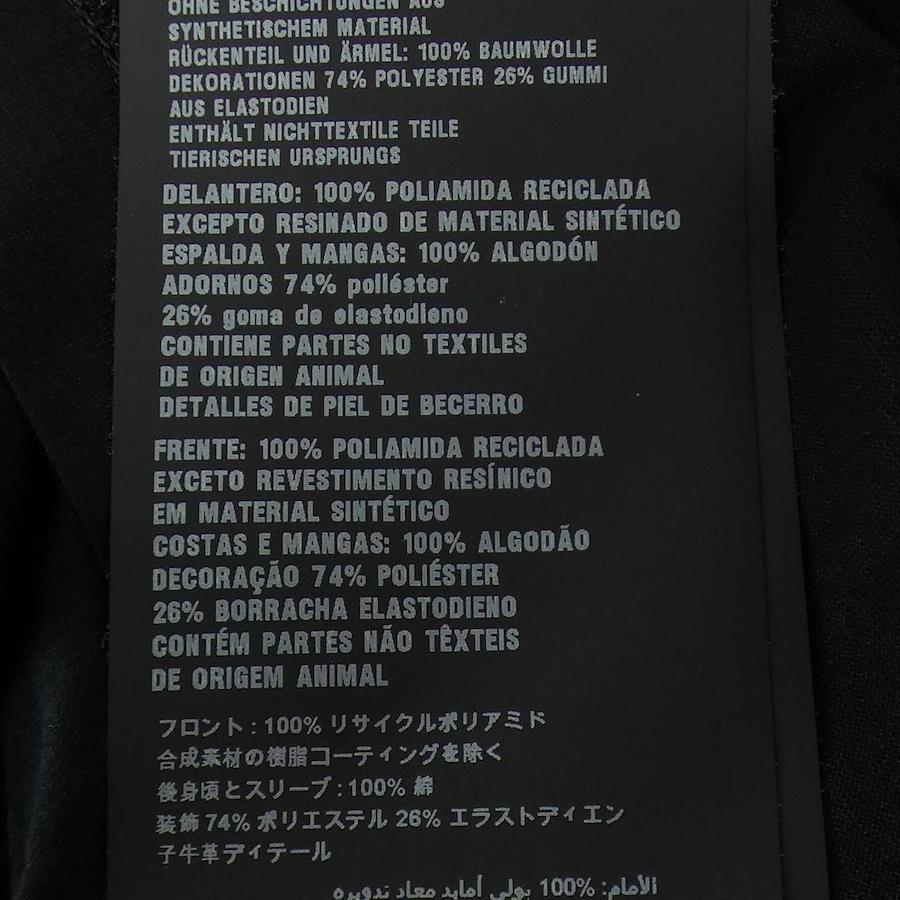 OHNE BESCHICHTUNGEN AUS
SYNTHETISCHEM MATERIAL
RÜCKENTEIL UND ÄRMEL: 100% BAUMWOLLE
DEKORATIONEN 74% POLYESTER 26% GUMMI
AUS ELASTODIEN
ENTHÄLT NICHTTEXTILE TEILE
TIERISCHEN URSPRUNGS
DELANTERO: 100% POLIAMIDA RECICLADA
EXCEPTO RESINADO DE MATERIAL SINTÉTICO
ESPALDA Y MANGAS: 100% ALGODÓN
ADORNOS 74% poliéster
26% goma de elastodieno
CONTIENE PARTES NO TEXTILES
DE ORIGEN ANIMAL
DETALLES DE PIEL DE BECERRO
FRENTE: 100% POLIAMIDA RECICLADA
EXCETO REVESTIMENTO RESÍNICO
EM MATERIAL SINTÉTICO
COSTAS E MANGAS: 100% ALGODÃO
DECORAÇÃO 74% POLIÉSTER
26% BORRACHA ELASTODIENO
CONTÉM PARTES NÃO TÊXTEIS
DE ORIGEM ANIMAL
フロント : 100% リサイクルポリアミド
合成素材の樹脂コーティングを除く
後身頃とスリーブ : 100% 綿
装飾 74% ポリエステル 26% エラストディエン
子牛革ディテール
الأمام: 100% بولي أمايد معاد تدويره